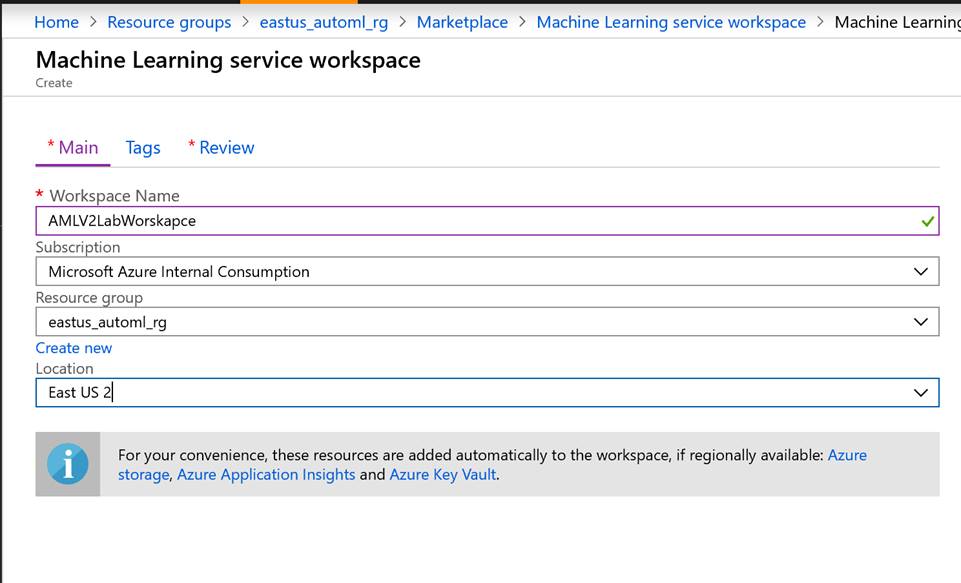 Home > Resource groups > eastus_automl_rg > Marketplace > Machine Learning service workspace > Machine Learning
Machine Learning service workspace
Create
* Main Tags * Review
* Workspace Name
AMLV2LabWorskapce
Subscription
Microsoft Azure Internal Consumption
Resource group
eastus_automl_rg
Create new
Location
East US 2
For your convenience, these resources are added automatically to the workspace, if regionally available: Azure
storage, Azure Application Insights and Azure Key Vault.